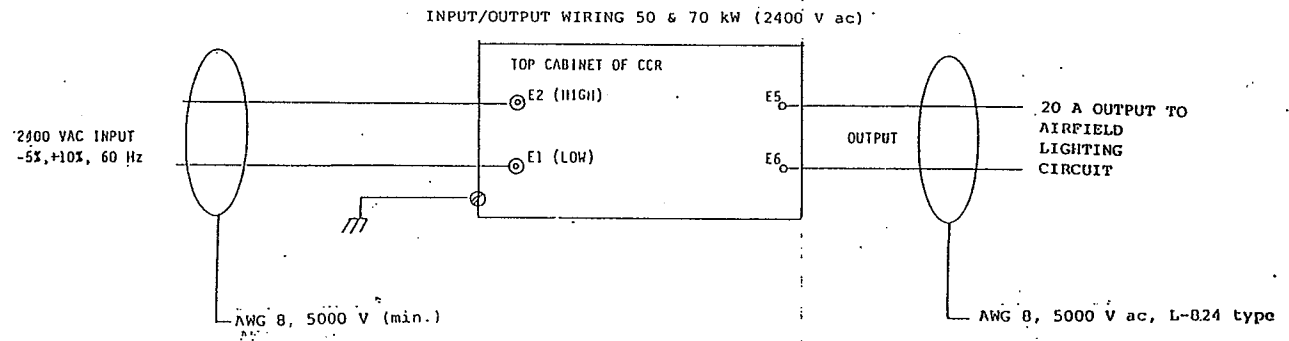 INPUT/OUTPUT WIRING 50 & 70 kW (2400 V ac)
TOP CABINET OF CCR
E2 (HIGH)
E5
20 A OUTPUT TO
AIRFIELD
LIGHTING
CIRCUIT
2400 VAC INPUT
-5%,+10%, 60 Hz
OUTPUT
E1 (LOW)
E6
AWG 8, 5000 V (min.)
AWG 8, 5000 V ac, L-824 type